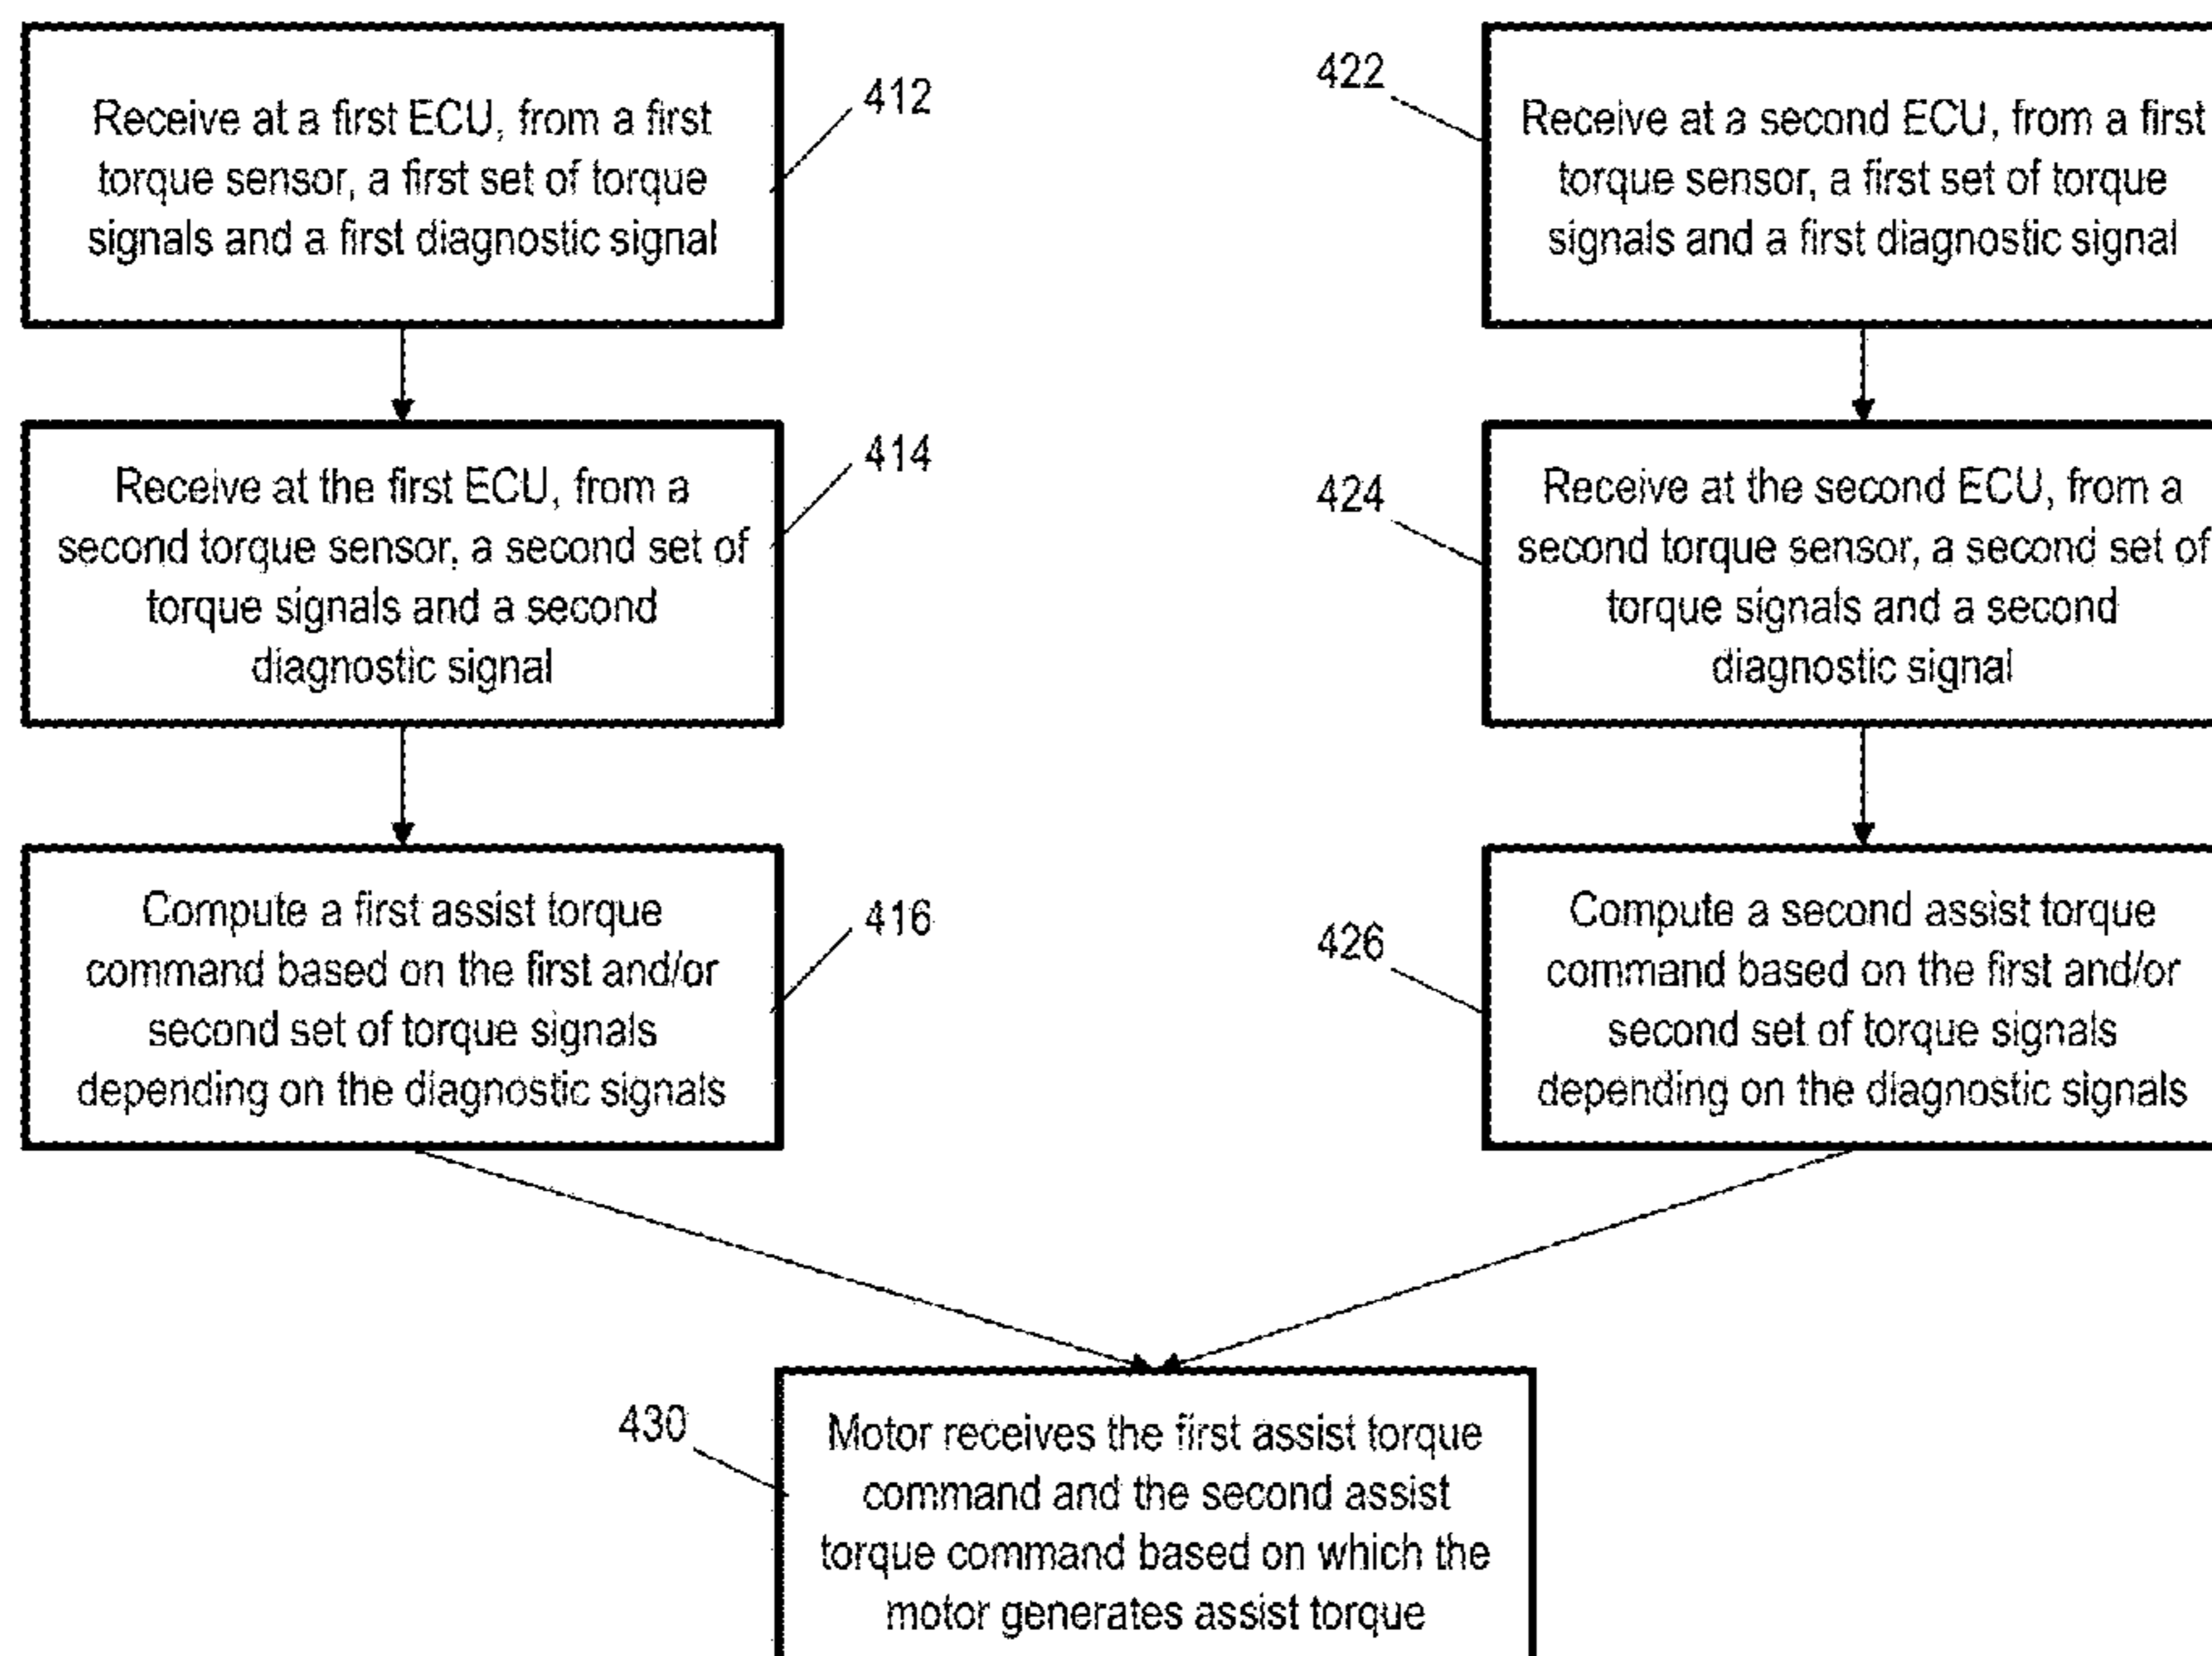 Receive at a first ECU, from a first
torque sensor, a first set of torque
signals and a first diagnostic signal
412
Receive at the first ECU, from a
second torque sensor, a second set of
torque signals and a second
diagnostic signal
414
Compute a first assist torque
command based on the first and/or
second set of torque signals
depending on the diagnostic signals
416
422
Receive at a second ECU, from a first
torque sensor, a first set of torque
signals and a first diagnostic signal
424
Receive at the second ECU, from a
second torque sensor, a second set of
torque signals and a second
diagnostic signal
426
Compute a second assist torque
command based on the first and/or
second set of torque signals
depending on the diagnostic signals
430
Motor receives the first assist torque
command and the second assist
torque command based on which the
motor generates assist torque